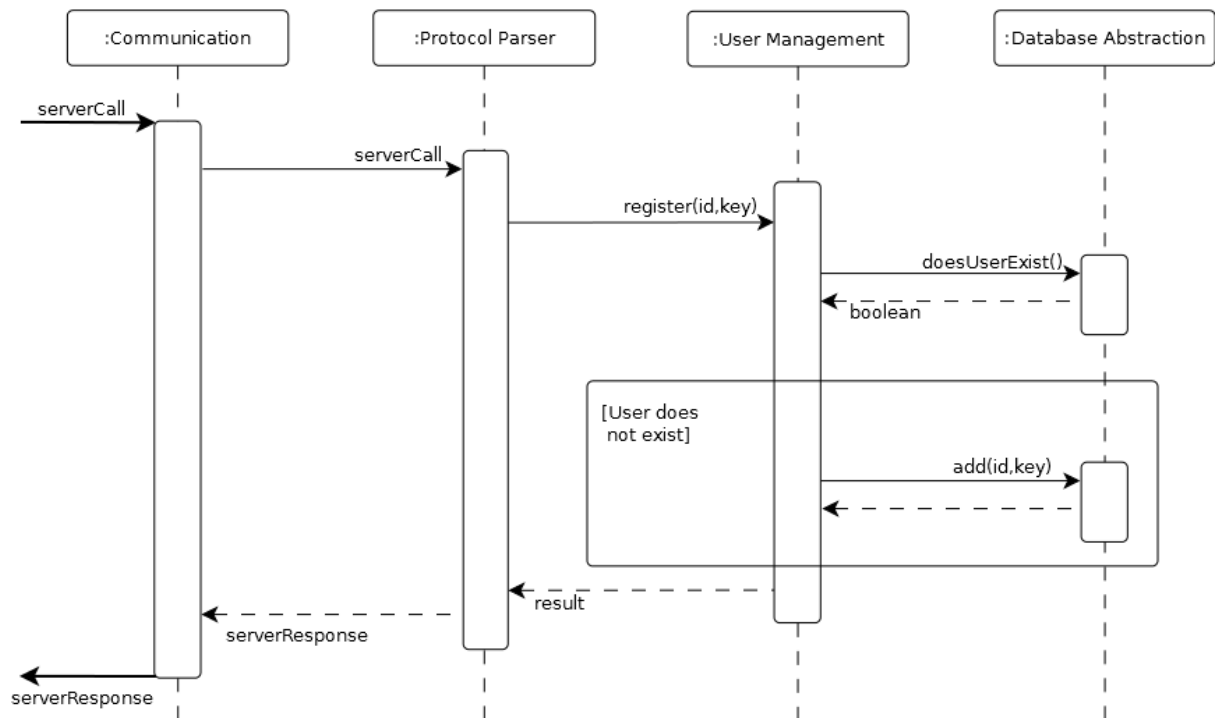 :Communication
:Protocol Parser
:User Management
:Database Abstraction
serverCall
serverCall
register(id,key)
doesUserExist()
boolean
[User does
not exist]
add(id,key)
result
serverResponse
serverResponse